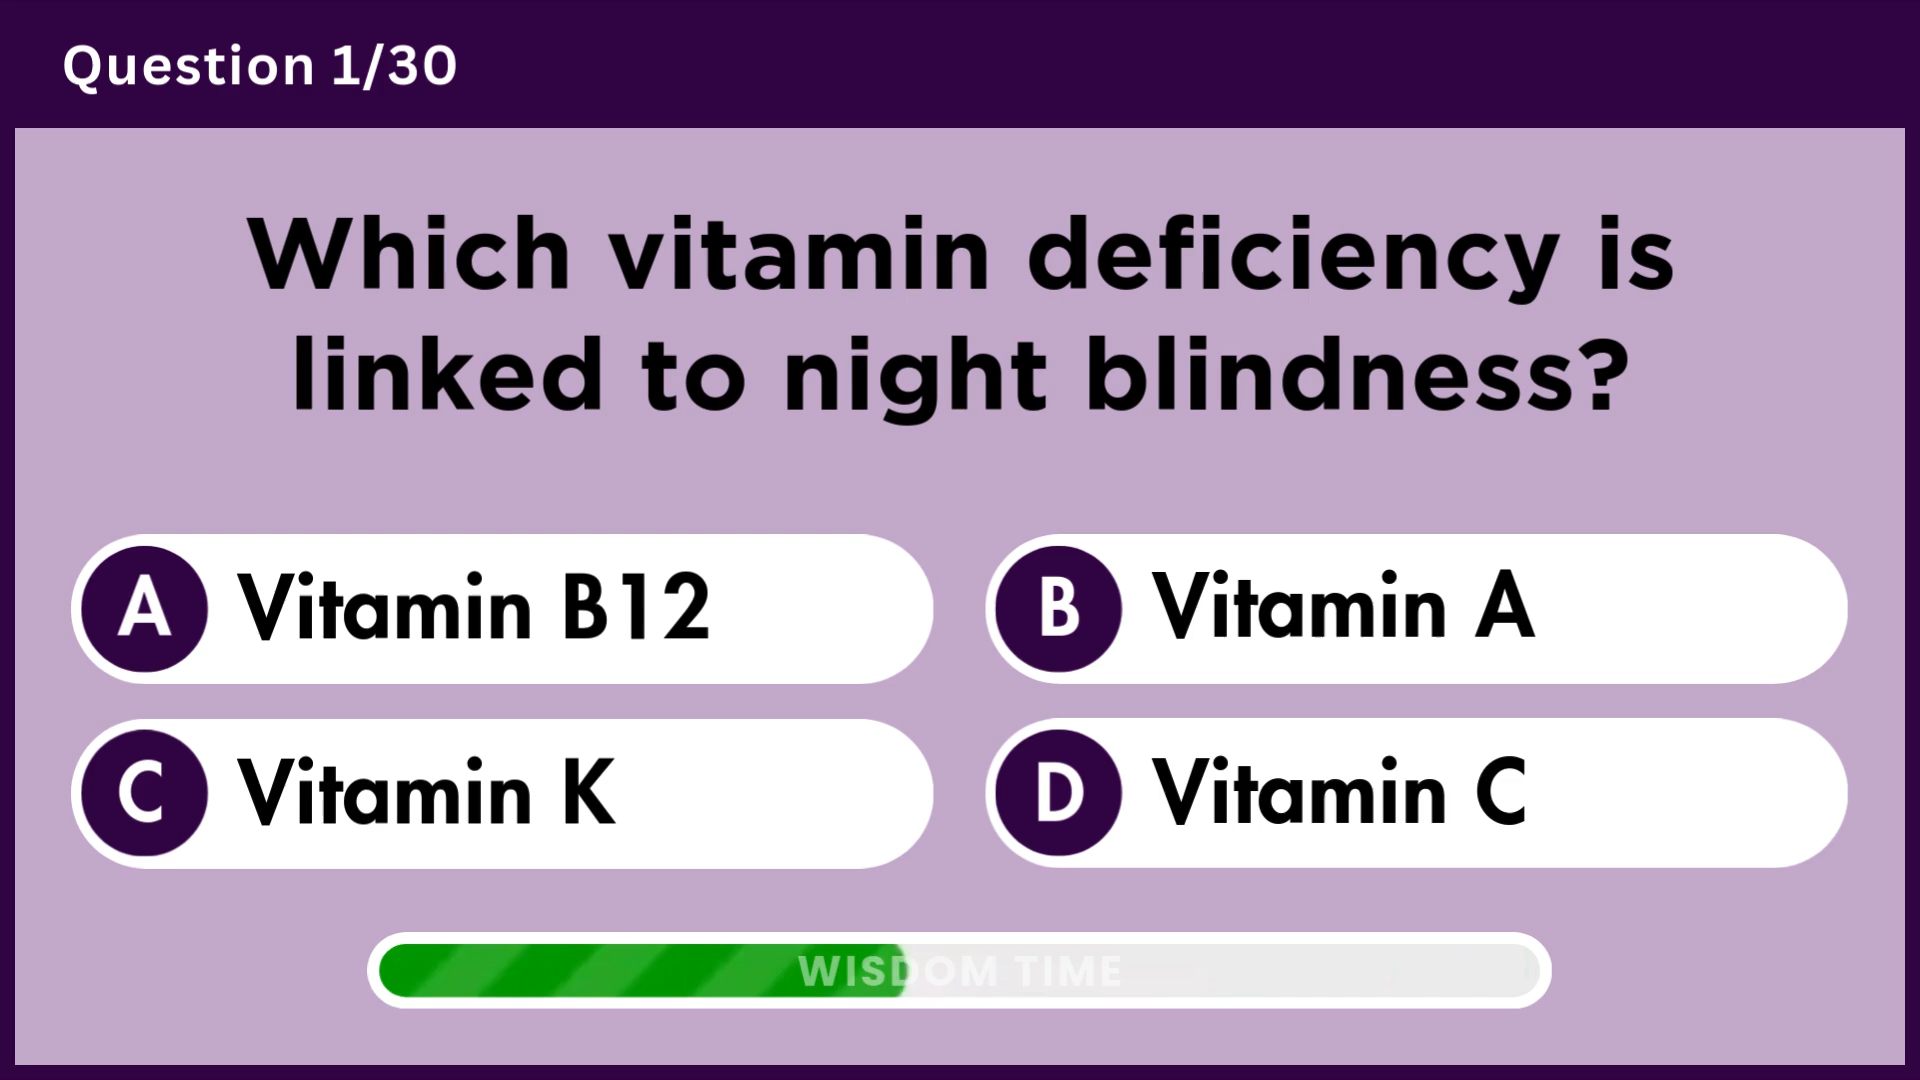 Question 1/30
Which vitamin deficiency is
linked to night blindness?
A Vitamin B12
B Vitamin A
C Vitamin K
D Vitamin C
WISDOM TIME